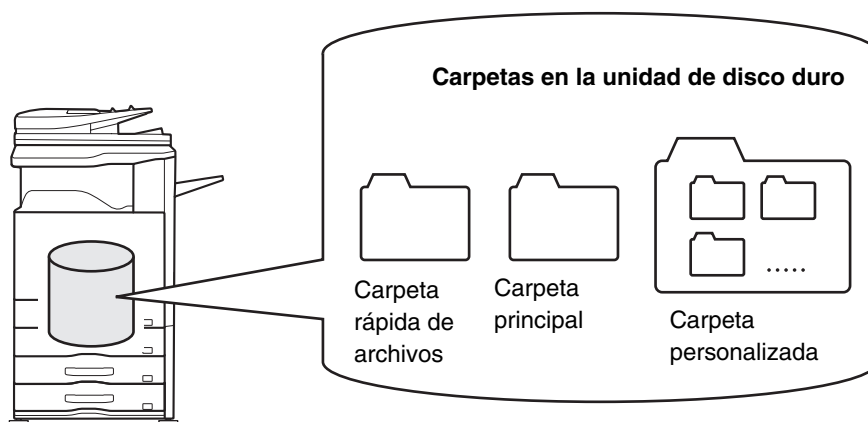 Carpetas en la unidad de disco duro
Carpeta
rápida de
archivos
Carpeta
principal
Carpeta
personalizada